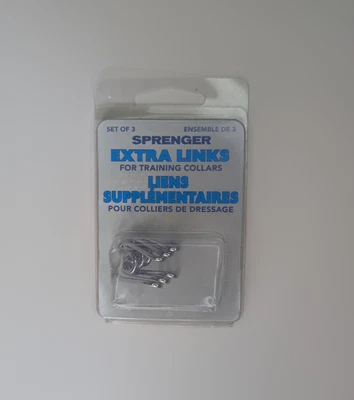 SET OF 3 ENSEMBLE DE 3
SPRENGER
EXTRA LINKS
FOR TRAINING COLLARS
LIENS
SUPPLÉMENTAIRES
POUR COLLIERS DE DRESSAGE